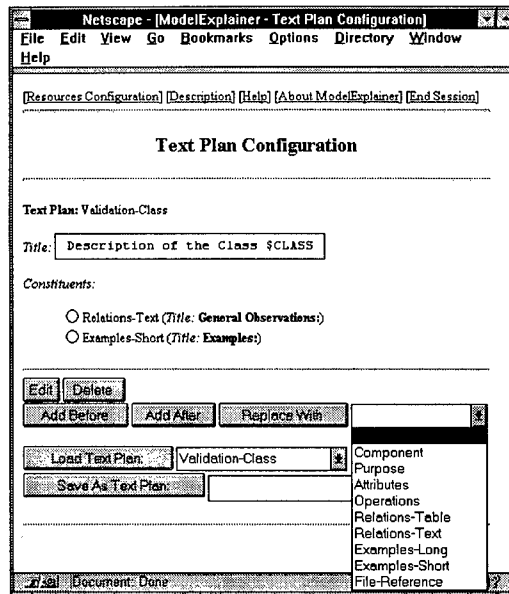 Netscape - [ModelExplainer - Text Plan Configuration]
File Edit View Go Bookmarks Options Directory Window
Help
[Resources Configuration] [Description] [Help] [About ModelExplainer] [End Session]
Text Plan Configuration
Text Plan: Validation-Class
Title: Description of the Class $CLASS
Constituents:
Relations-Text (Title: General Observations:)
Examples-Short (Title: Examples:)
Edit Delete
Add Before Add After Replace With
Load Text Plan: Validation-Class
Save As Text Plan:
Component
Purpose
Attributes
Operations
Relations-Table
Relations-Text
Examples-Long
Examples-Short
File-Reference
Document: Done